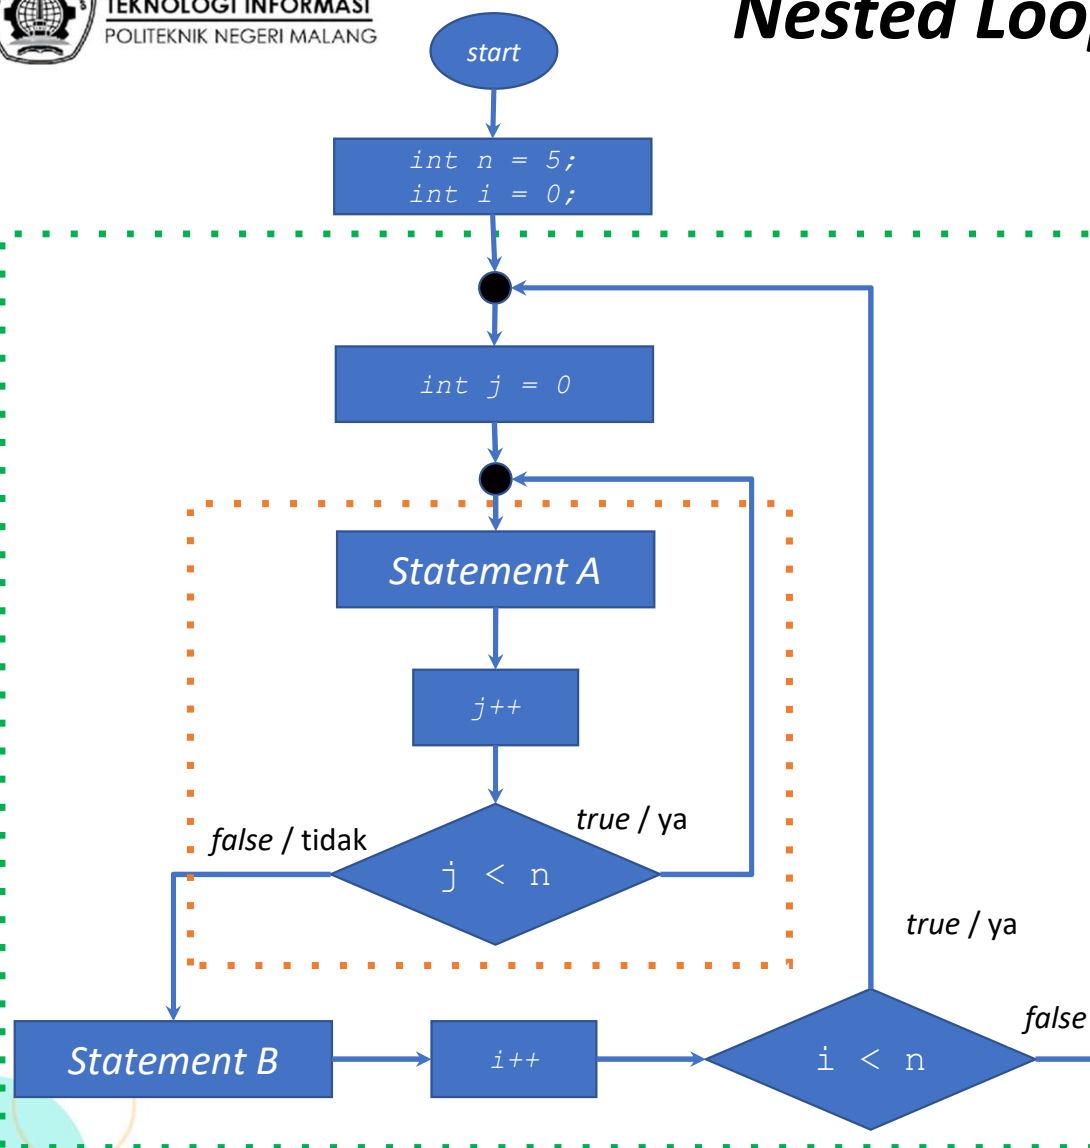 TEKNOLOGI INFORMASI
POLITEKNIK NEGERI MALANG
Nested Loop
start
int n = 5;
int i = 0;
int j = 0
Statement A
j++
false / tidak
true / ya
j < n
true / ya
false
Statement B
i++
i < n